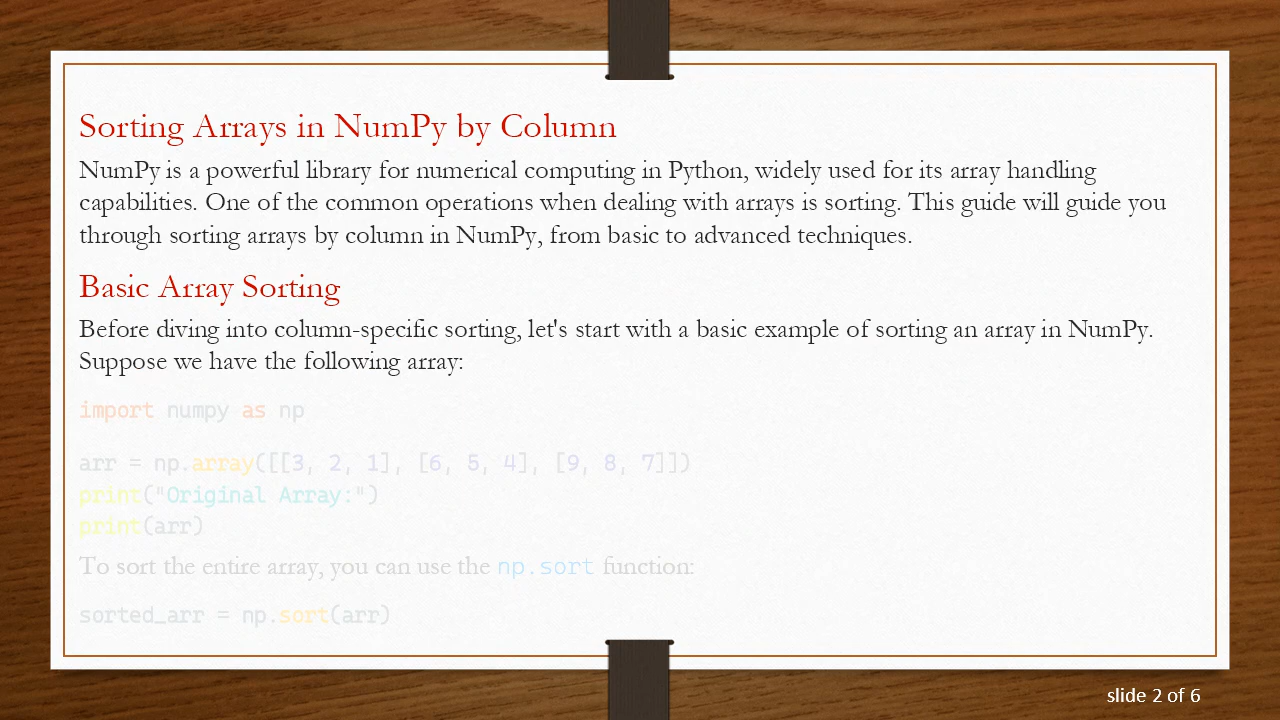 Sorting Arrays in NumPy by Column
NumPy is a powerful library for numerical computing in Python, widely used for its array handling
capabilities. One of the common operations when dealing with arrays is sorting. This guide will guide you
through sorting arrays by column in NumPy, from basic to advanced techniques.
Basic Array Sorting
Before diving into column-specific sorting, let's start with a basic example of sorting an array in NumPy.
Suppose we have the following array:
import numpy as np
arr = np.array([[3, 2, 1], [6, 5, 4], [9, 8, 7]])
print("Original Array:")
print(arr)
To sort the entire array, you can use the np.sort function:
sorted_arr = np.sort(arr)
slide 2 of 6